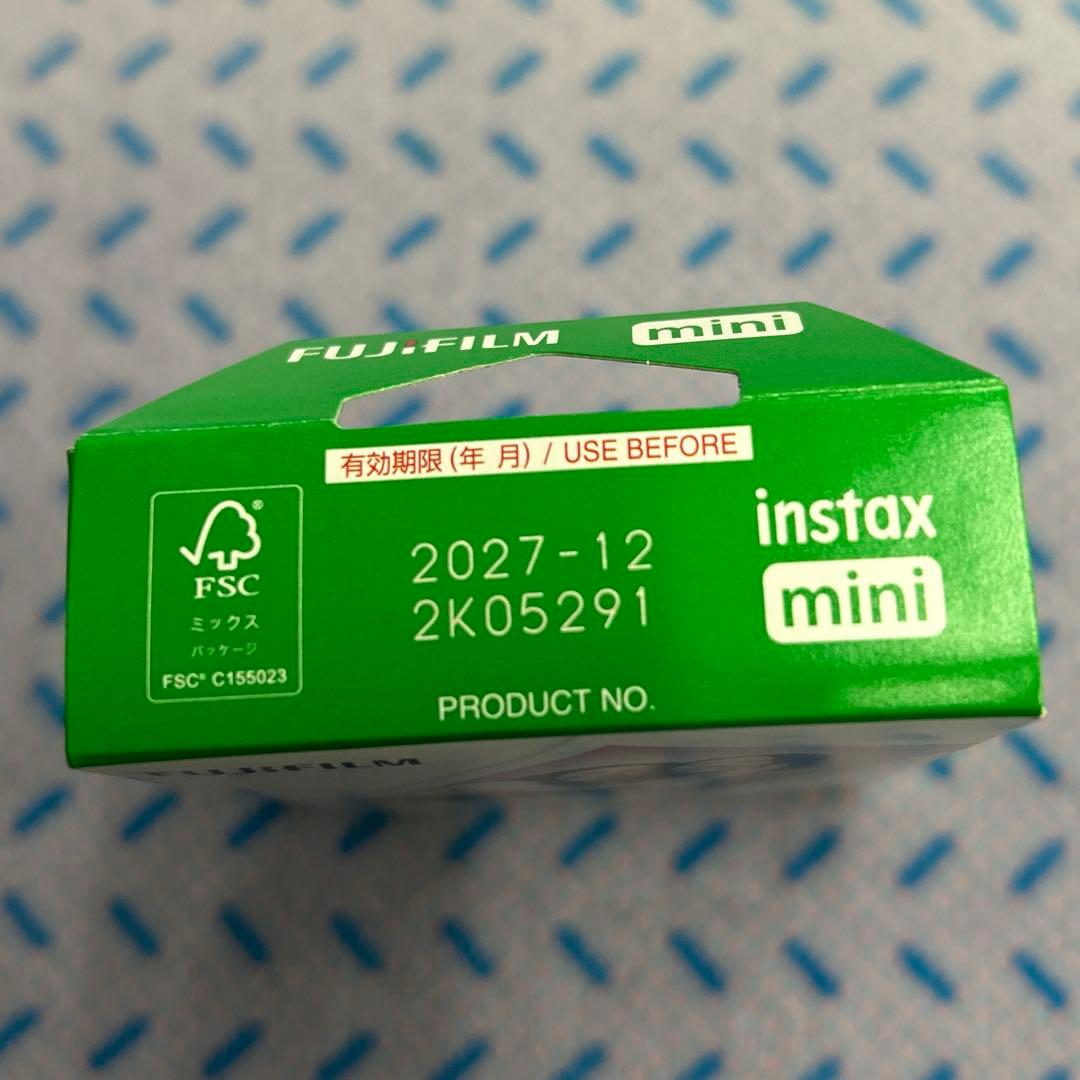 FUJIFILM
mini
有効期限(年 月) / USE BEFORE
instax
mini
2027-12
2K05291
PRODUCT NO.
FSC
ミックス
パッケージ
FSC® C155023
FUJIFILM